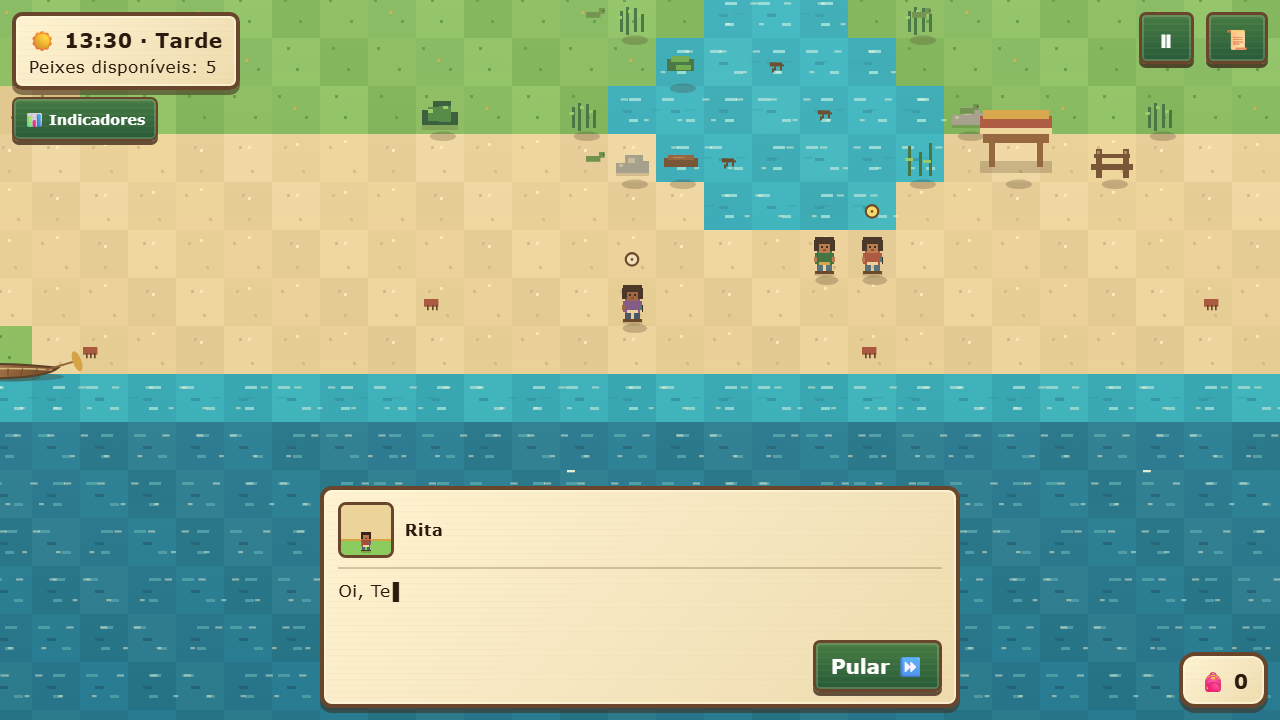 13:30 · Tarde
Peixes disponíveis: 5
Indicadores
Rita
Oi, Te
Pular
0